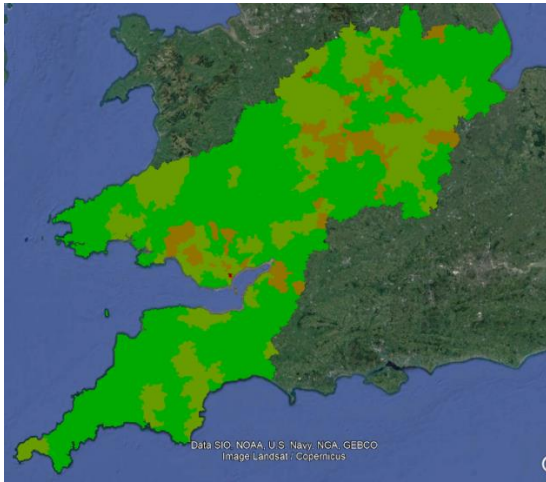 Data SIO, NOAA, U.S. Navy, NGA, GEBCO
Image Landsat / Copernicus